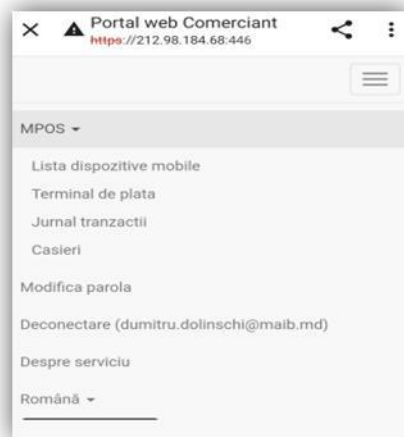 Portal web Comerciant
https://212.98.184.68:446
MPOS
Lista dispozitive mobile
Terminal de plata
Jurnal tranzactii
Casieri
Modifica parola
Deconectare (dumitru.dolinschi@maib.md)
Despre serviciu
Română